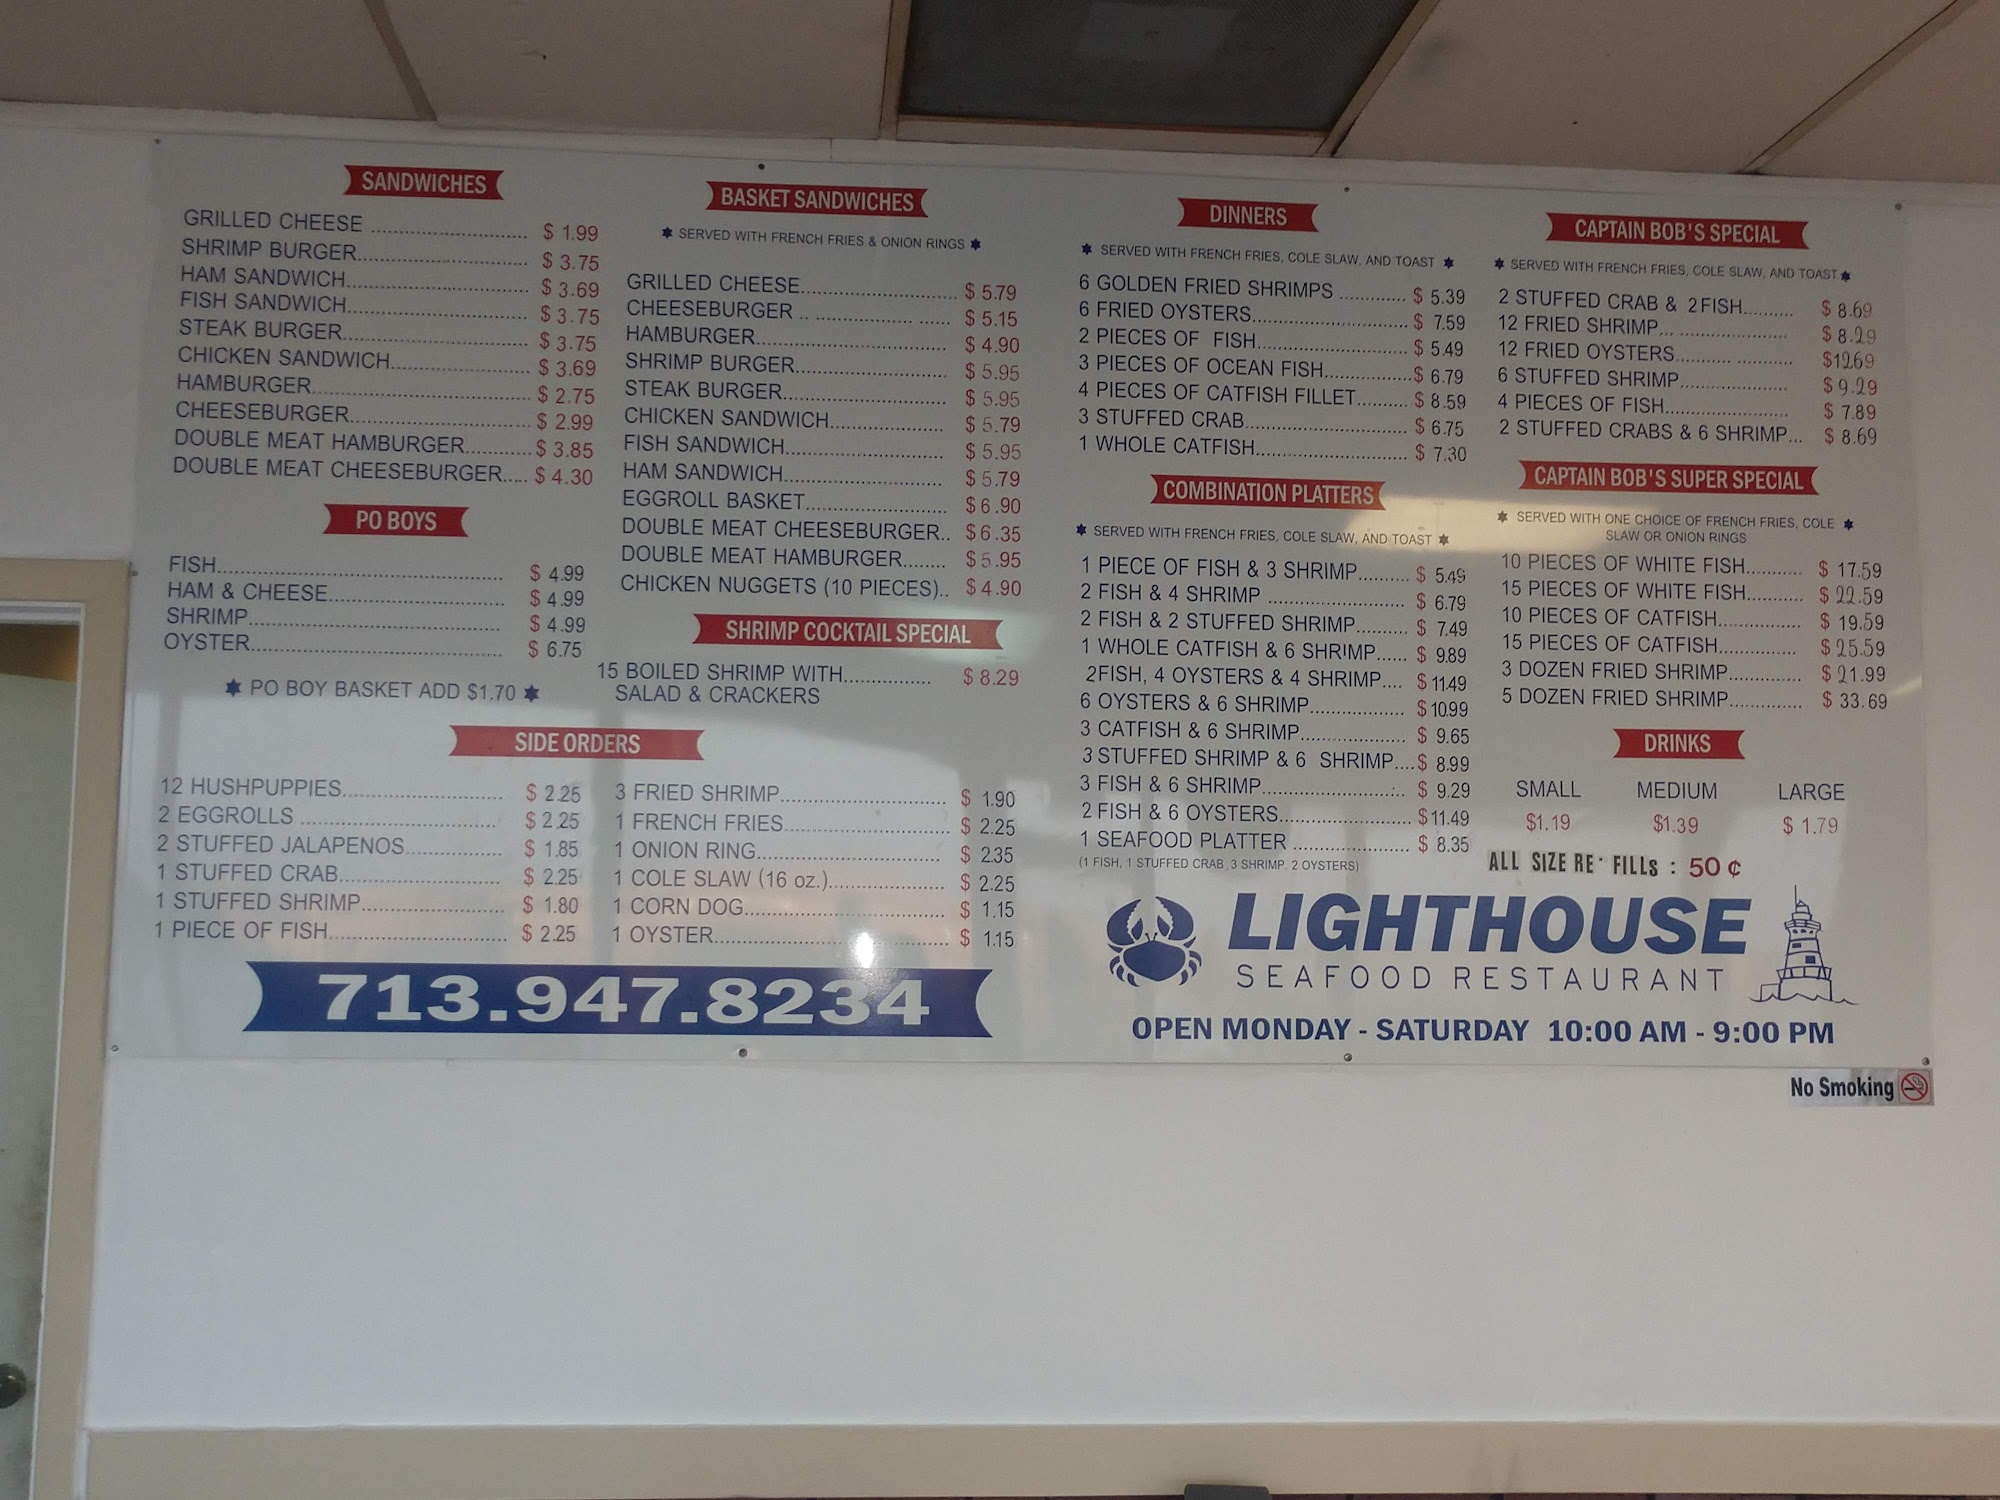 SANDWICHES
GRILLED CHEESE ............................ $ 1.99
SHRIMP BURGER.............................. $ 3.75
HAM SANDWICH................................ $ 3.69
FISH SANDWICH................................ $ 3.75
STEAK BURGER................................. $ 3.75
CHICKEN SANDWICH......................... $ 3.69
HAMBURGER....................................... $ 2.75
CHEESEBURGER................................. $ 2.99
DOUBLE MEAT HAMBURGER............ $ 3.85
DOUBLE MEAT CHEESEBURGER..... $ 4.30
PO BOYS
FISH................................................... $ 4.99
HAM & CHEESE............................... $ 4.99
SHRIMP............................................. $ 4.99
OYSTER............................................. $ 6.75
PO BOY BASKET ADD $1.70
BASKET SANDWICHES
SERVED WITH FRENCH FRIES & ONION RINGS
GRILLED CHEESE............................ $ 5.79
CHEESEBURGER .. ................... ...... $ 5.15
HAMBURGER.................................. $ 4.90
SHRIMP BURGER........................... $ 5.95
STEAK BURGER............................. $ 5.95
CHICKEN SANDWICH.................... $ 5.79
FISH SANDWICH............................. $ 5.95
HAM SANDWICH............................. $ 5.79
EGGROLL BASKET......................... $ 6.90
DOUBLE MEAT CHEESEBURGER.. $ 6.35
DOUBLE MEAT HAMBURGER........ $ 5.95
CHICKEN NUGGETS (10 PIECES).. $ 4.90
SHRIMP COCKTAIL SPECIAL
15 BOILED SHRIMP WITH............... $ 8.29
SALAD & CRACKERS
SIDE ORDERS
12 HUSHPUPPIES............................. $ 2.25
2 EGGROLLS ................................... $ 2.25
2 STUFFED JALAPENOS.................. $ 1.85
1 STUFFED CRAB............................. $ 2.25
1 STUFFED SHRIMP......................... $ 1.80
1 PIECE OF FISH............................... $ 2.25
3 FRIED SHRIMP............................. $ 1.90
1 FRENCH FRIES............................. $ 2.25
1 ONION RING................................. $ 2.35
1 COLE SLAW (16 oz.).................... $ 2.25
1 CORN DOG................................... $ 1.15
1 OYSTER......................................... $ 1.15
713.947.8234
DINNERS
SERVED WITH FRENCH FRIES, COLE SLAW, AND TOAST
6 GOLDEN FRIED SHRIMPS ............ $ 5.39
6 FRIED OYSTERS............................ $ 7.59
2 PIECES OF FISH........................... $ 5.49
3 PIECES OF OCEAN FISH............... $ 6.79
4 PIECES OF CATFISH FILLET......... $ 8.59
3 STUFFED CRAB............................. $ 6.75
1 WHOLE CATFISH........................... $ 7.30
COMBINATION PLATTERS
SERVED WITH FRENCH FRIES, COLE SLAW, AND TOAST
1 PIECE OF FISH & 3 SHRIMP......... $ 5.49
2 FISH & 4 SHRIMP ........................ $ 6.79
2 FISH & 2 STUFFED SHRIMP......... $ 7.49
1 WHOLE CATFISH & 6 SHRIMP...... $ 9.89
2FISH, 4 OYSTERS & 4 SHRIMP.... $ 11.49
6 OYSTERS & 6 SHRIMP.................. $ 10.99
3 CATFISH & 6 SHRIMP.................... $ 9.65
3 STUFFED SHRIMP & 6 SHRIMP.... $ 8.99
3 FISH & 6 SHRIMP.......................... $ 9.29
2 FISH & 6 OYSTERS....................... $ 11.49
1 SEAFOOD PLATTER ..................... $ 8.35
(1 FISH, 1 STUFFED CRAB, 3 SHRIMP, 2 OYSTERS)
CAPTAIN BOB'S SPECIAL
SERVED WITH FRENCH FRIES, COLE SLAW, AND TOAST
2 STUFFED CRAB & 2 FISH......... $ 8.69
12 FRIED SHRIMP... .................... $ 8.29
12 FRIED OYSTERS..................... $12.69
6 STUFFED SHRIMP.................... $ 9.29
4 PIECES OF FISH....................... $ 7.89
2 STUFFED CRABS & 6 SHRIMP... $ 8.69
CAPTAIN BOB'S SUPER SPECIAL
SERVED WITH ONE CHOICE OF FRENCH FRIES, COLE
SLAW OR ONION RINGS
10 PIECES OF WHITE FISH.......... $ 17.59
15 PIECES OF WHITE FISH.......... $ 22.59
10 PIECES OF CATFISH............... $ 19.59
15 PIECES OF CATFISH............... $ 25.59
3 DOZEN FRIED SHRIMP............. $ 21.99
5 DOZEN FRIED SHRIMP............. $ 33.69
DRINKS
SMALL MEDIUM LARGE
$1.19 $1.39 $ 1.79
ALL SIZE RE- FILLS : 50 ¢
LIGHTHOUSE
SEAFOOD RESTAURANT
OPEN MONDAY - SATURDAY 10:00 AM - 9:00 PM
No Smoking